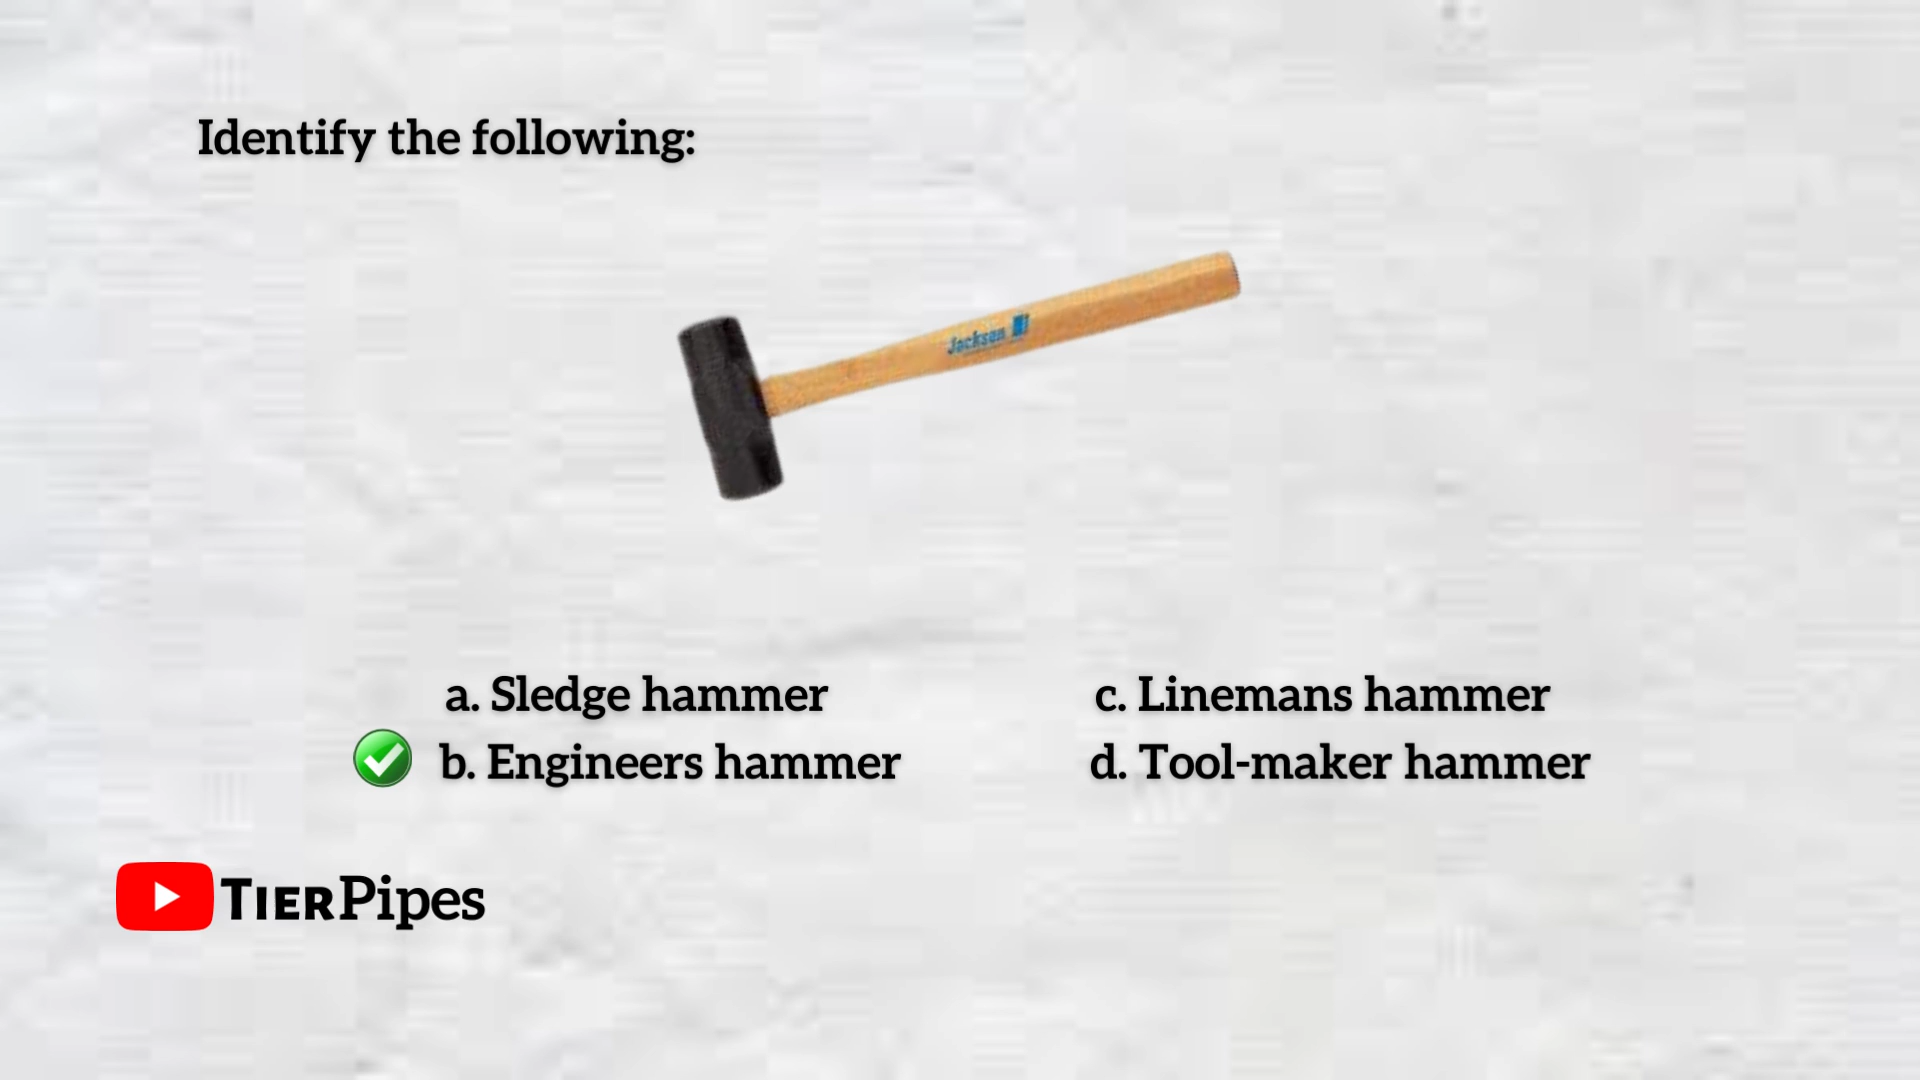 Identify the following:
Jackson
a. Sledge hammer
b. Engineers hammer
c. Linemans hammer
d. Tool-maker hammer
TIERPipes